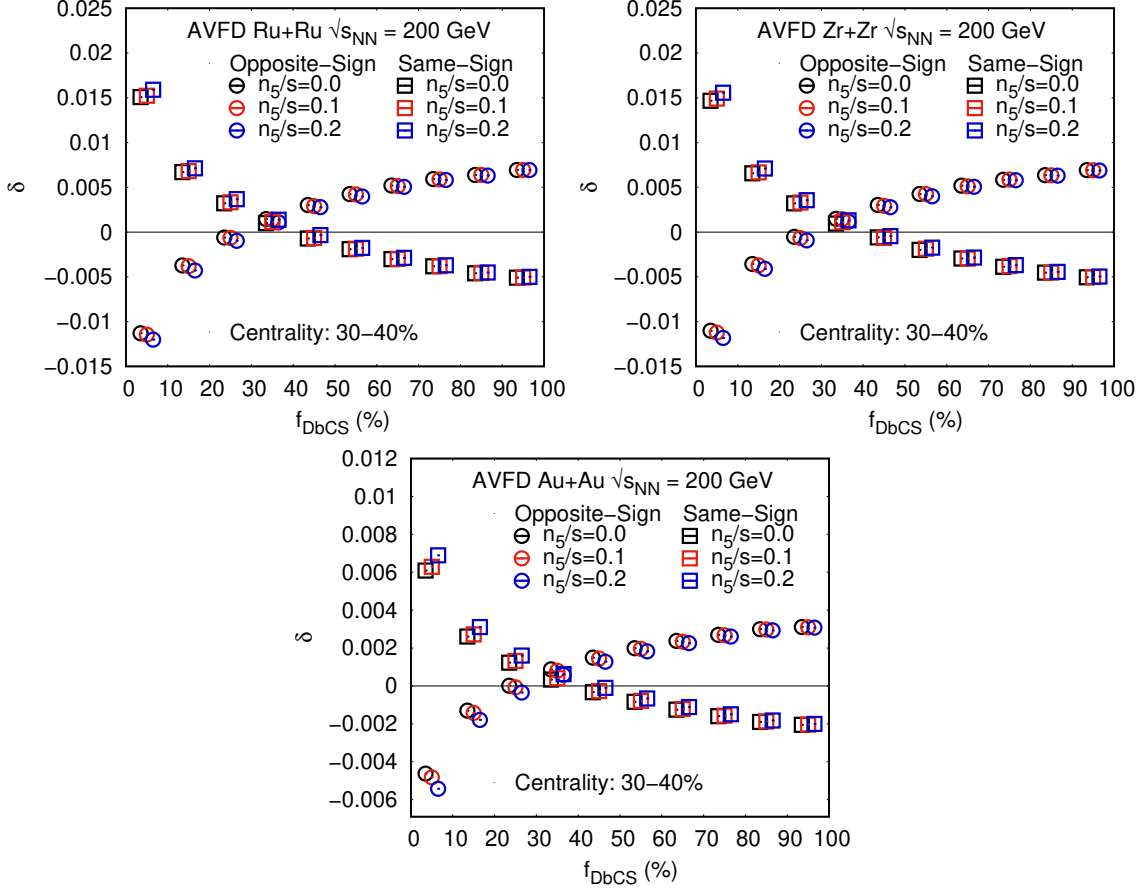 AVFD Ru+Ru √sNN = 200 GeV
Opposite−Sign Same−Sign
n5/s=0.0 n5/s=0.0
n5/s=0.1 n5/s=0.1
n5/s=0.2 n5/s=0.2
Centrality: 30−40%
0.025
0.02
0.015
0.01
0.005
0
−0.005
−0.01
−0.015
δ
0 10 20 30 40 50 60 70 80 90 100
fDbCS (%)
AVFD Zr+Zr √sNN = 200 GeV
Opposite−Sign Same−Sign
n5/s=0.0 n5/s=0.0
n5/s=0.1 n5/s=0.1
n5/s=0.2 n5/s=0.2
Centrality: 30−40%
0.025
0.02
0.015
0.01
0.005
0
−0.005
−0.01
−0.015
δ
0 10 20 30 40 50 60 70 80 90 100
fDbCS (%)
AVFD Au+Au √sNN = 200 GeV
Opposite−Sign Same−Sign
n5/s=0.0 n5/s=0.0
n5/s=0.1 n5/s=0.1
n5/s=0.2 n5/s=0.2
Centrality: 30−40%
0.012
0.01
0.008
0.006
0.004
0.002
0
−0.002
−0.004
−0.006
δ
0 10 20 30 40 50 60 70 80 90 100
fDbCS (%)